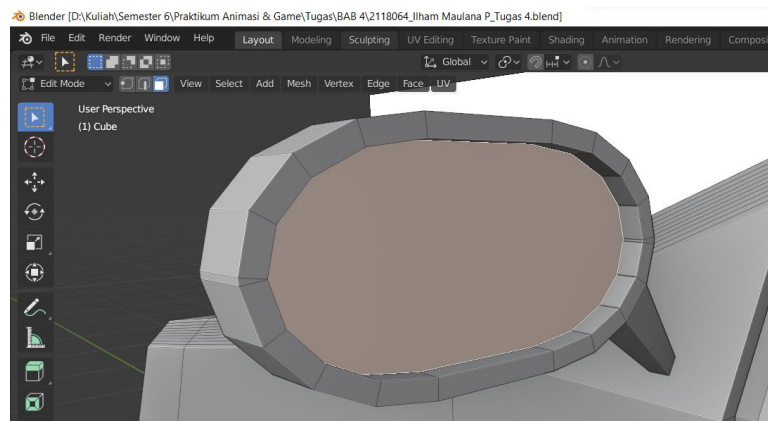 Blender [D:\Kuliah\Semester 6\Praktikum Animasi & Game\Tugas\BAB 4\2118064_Ilham Maulana P_Tugas 4.blend]
File Edit Render Window Help Layout Modeling Sculpting UV Editing Texture Paint Shading Animation Rendering Composi
Global
Edit Mode View Select Add Mesh Vertex Edge Face UV
User Perspective
(1) Cube